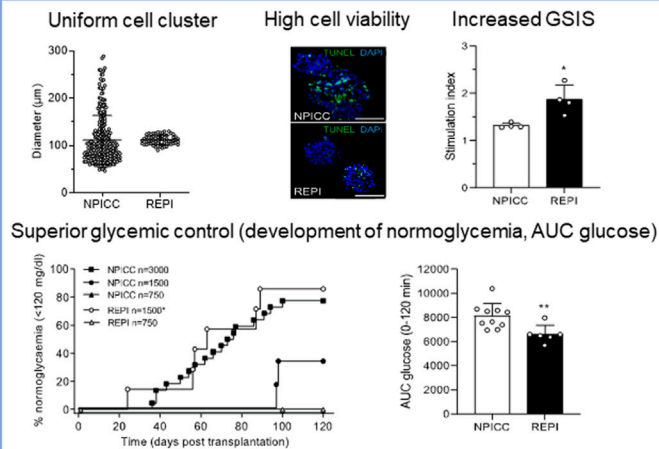 Uniform cell cluster
High cell viability
Increased GSIS
Diameter (µm)
300
200
100
0
NPICC
REPI
TUNEL DAPI
NPICC
TUNEL DAPI
REPI
Stimulation index
3
2
1
0
*
NPICC
REPI
Superior glycemic control (development of normoglycemia, AUC glucose)
% normoglycaemia (<120 mg/dl)
100
80
60
40
20
0
NPICC n=3000
NPICC n=1500
NPICC n=750
REPI n=1500*
REPI n=750
0 20 40 60 80 100 120
Time (days post transplantation)
AUC glucose (0-120 min)
12000
10000
8000
6000
4000
2000
0
**
NPICC
REPI